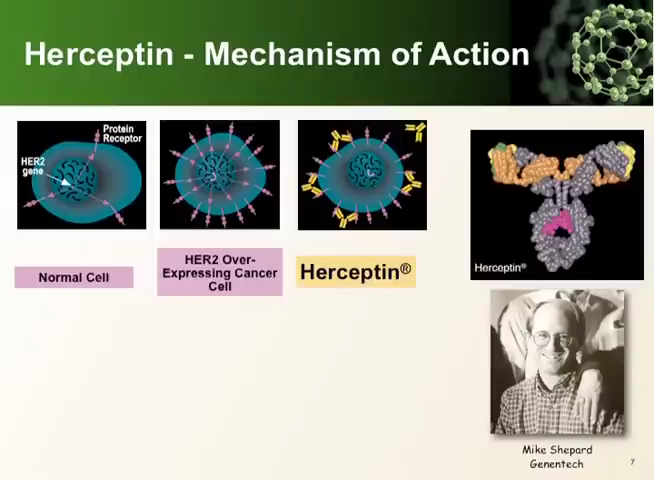 Herceptin - Mechanism of Action
Protein
Receptor
HER2
gene
Normal Cell
HER2 Over-
Expressing Cancer
Cell
Herceptin®
Herceptin®
Mike Shepard
Genentech
7